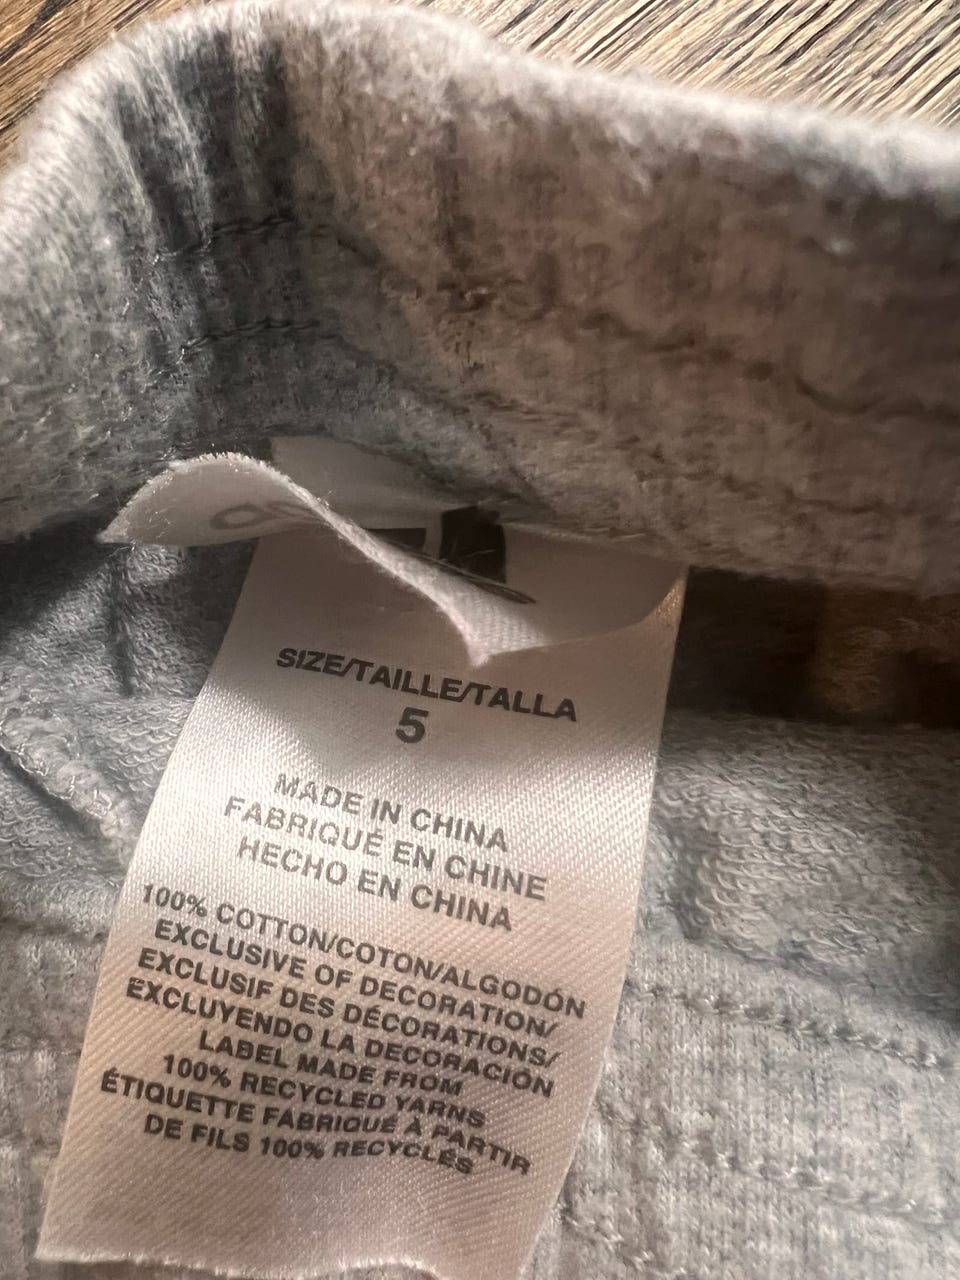 SIZE/TAILLE/TALLA
5
MADE IN CHINA
FABRIQUÉ EN CHINE
HECHO EN CHINA
100% COTTON/COTON/ALGODÓN
EXCLUSIVE OF DECORATION/
EXCLUSIF DES DÉCORATIONS/
EXCLUYENDO LA DECORACIÓN
LABEL MADE FROM
100% RECYCLED YARNS
ÉTIQUETTE FABRIQUÉ À PARTIR
DE FILS 100% RECYCLÉS